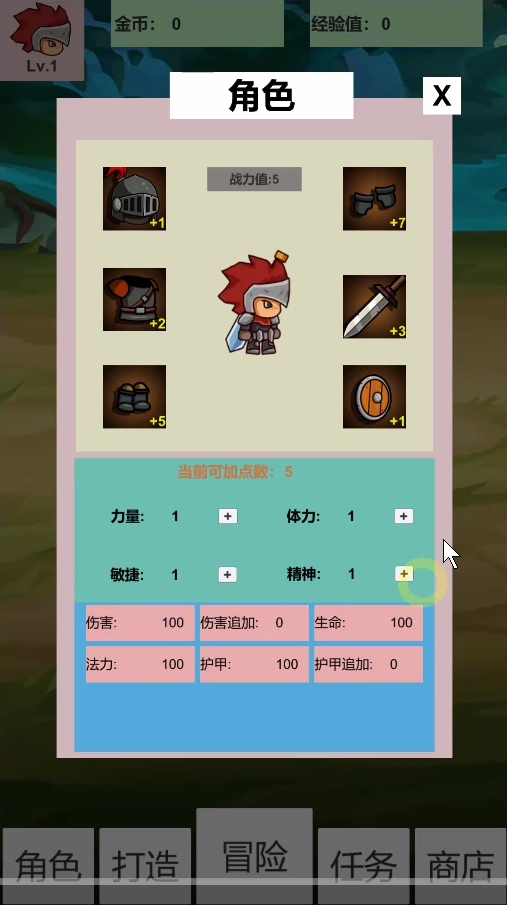 金币： 0 经验值：0
Lv.1
角色 X
战力值:5
+1 +7
+2 +3
+5 +1
当前可加点数：5
力量: 1 + 体力: 1 +
敏捷: 1 + 精神: 1 +
伤害: 100 伤害追加: 0 生命: 100
法力: 100 护甲: 100 护甲追加: 0
角色 打造 冒险 任务 商店